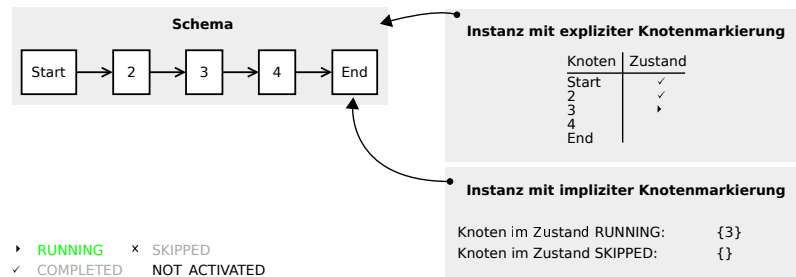 Schema
Start 2 3 4 End
Instanz mit expliziter Knotenmarkierung
Knoten Zustand
Start ✓
2 ✓
3
4
End
Instanz mit impliziter Knotenmarkierung
Knoten im Zustand RUNNING: {3}
Knoten im Zustand SKIPPED: {}
RUNNING × SKIPPED
✓ COMPLETED NOT ACTIVATED